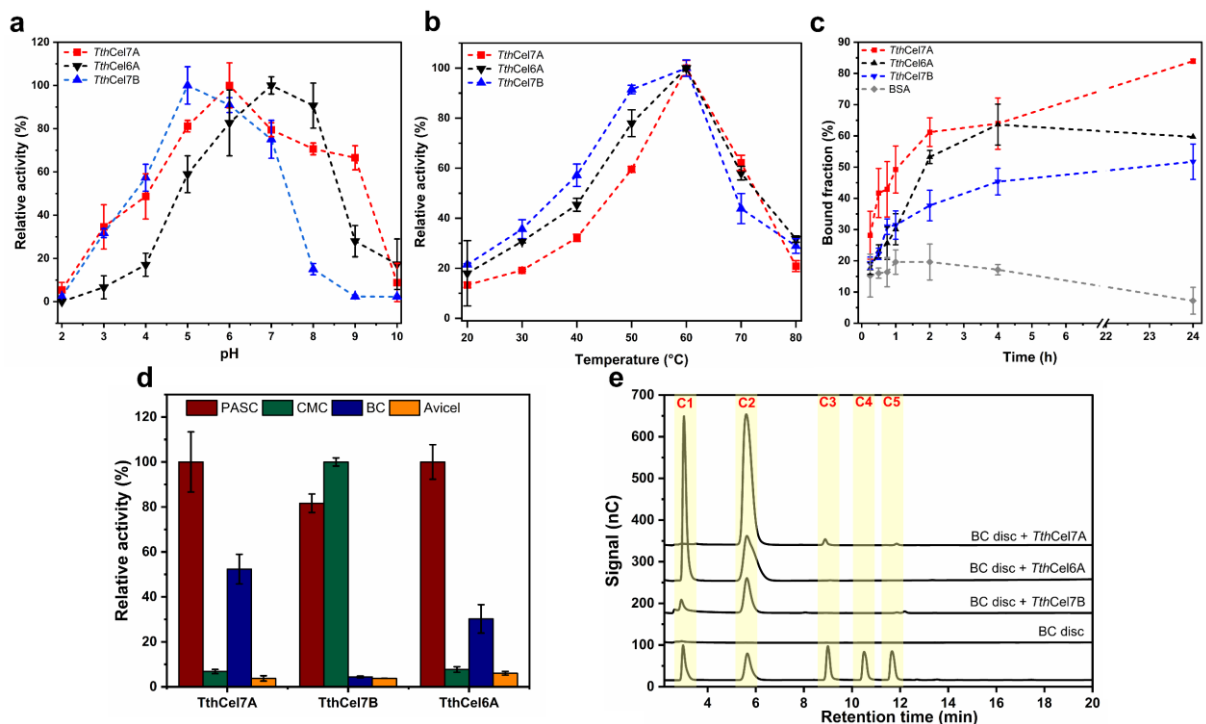 a
TthCel7A
TthCel6A
TthCel7B
120
100
80
60
40
20
0
Relative activity (%)
2 3 4 5 6 7 8 9 10
pH
b
TthCel7A
TthCel6A
TthCel7B
120
100
80
60
40
20
0
Relative activity (%)
20 30 40 50 60 70 80
Temperature (°C)
c
TthCel7A
TthCel6A
TthCel7B
BSA
90
80
70
60
50
40
30
20
10
0
Bound fraction (%)
0 1 2 3 4 5 6 22 23 24
Time (h)
d
PASC CMC BC Avicel
120
100
80
60
40
20
0
Relative activity (%)
TthCel7A TthCel7B TthCel6A
e
C1 C2 C3 C4 C5
700
600
500
400
300
200
100
0
Signal (nC)
BC disc + TthCel7A
BC disc + TthCel6A
BC disc + TthCel7B
BC disc
4 6 8 10 12 14 16 18 20
Retention time (min)